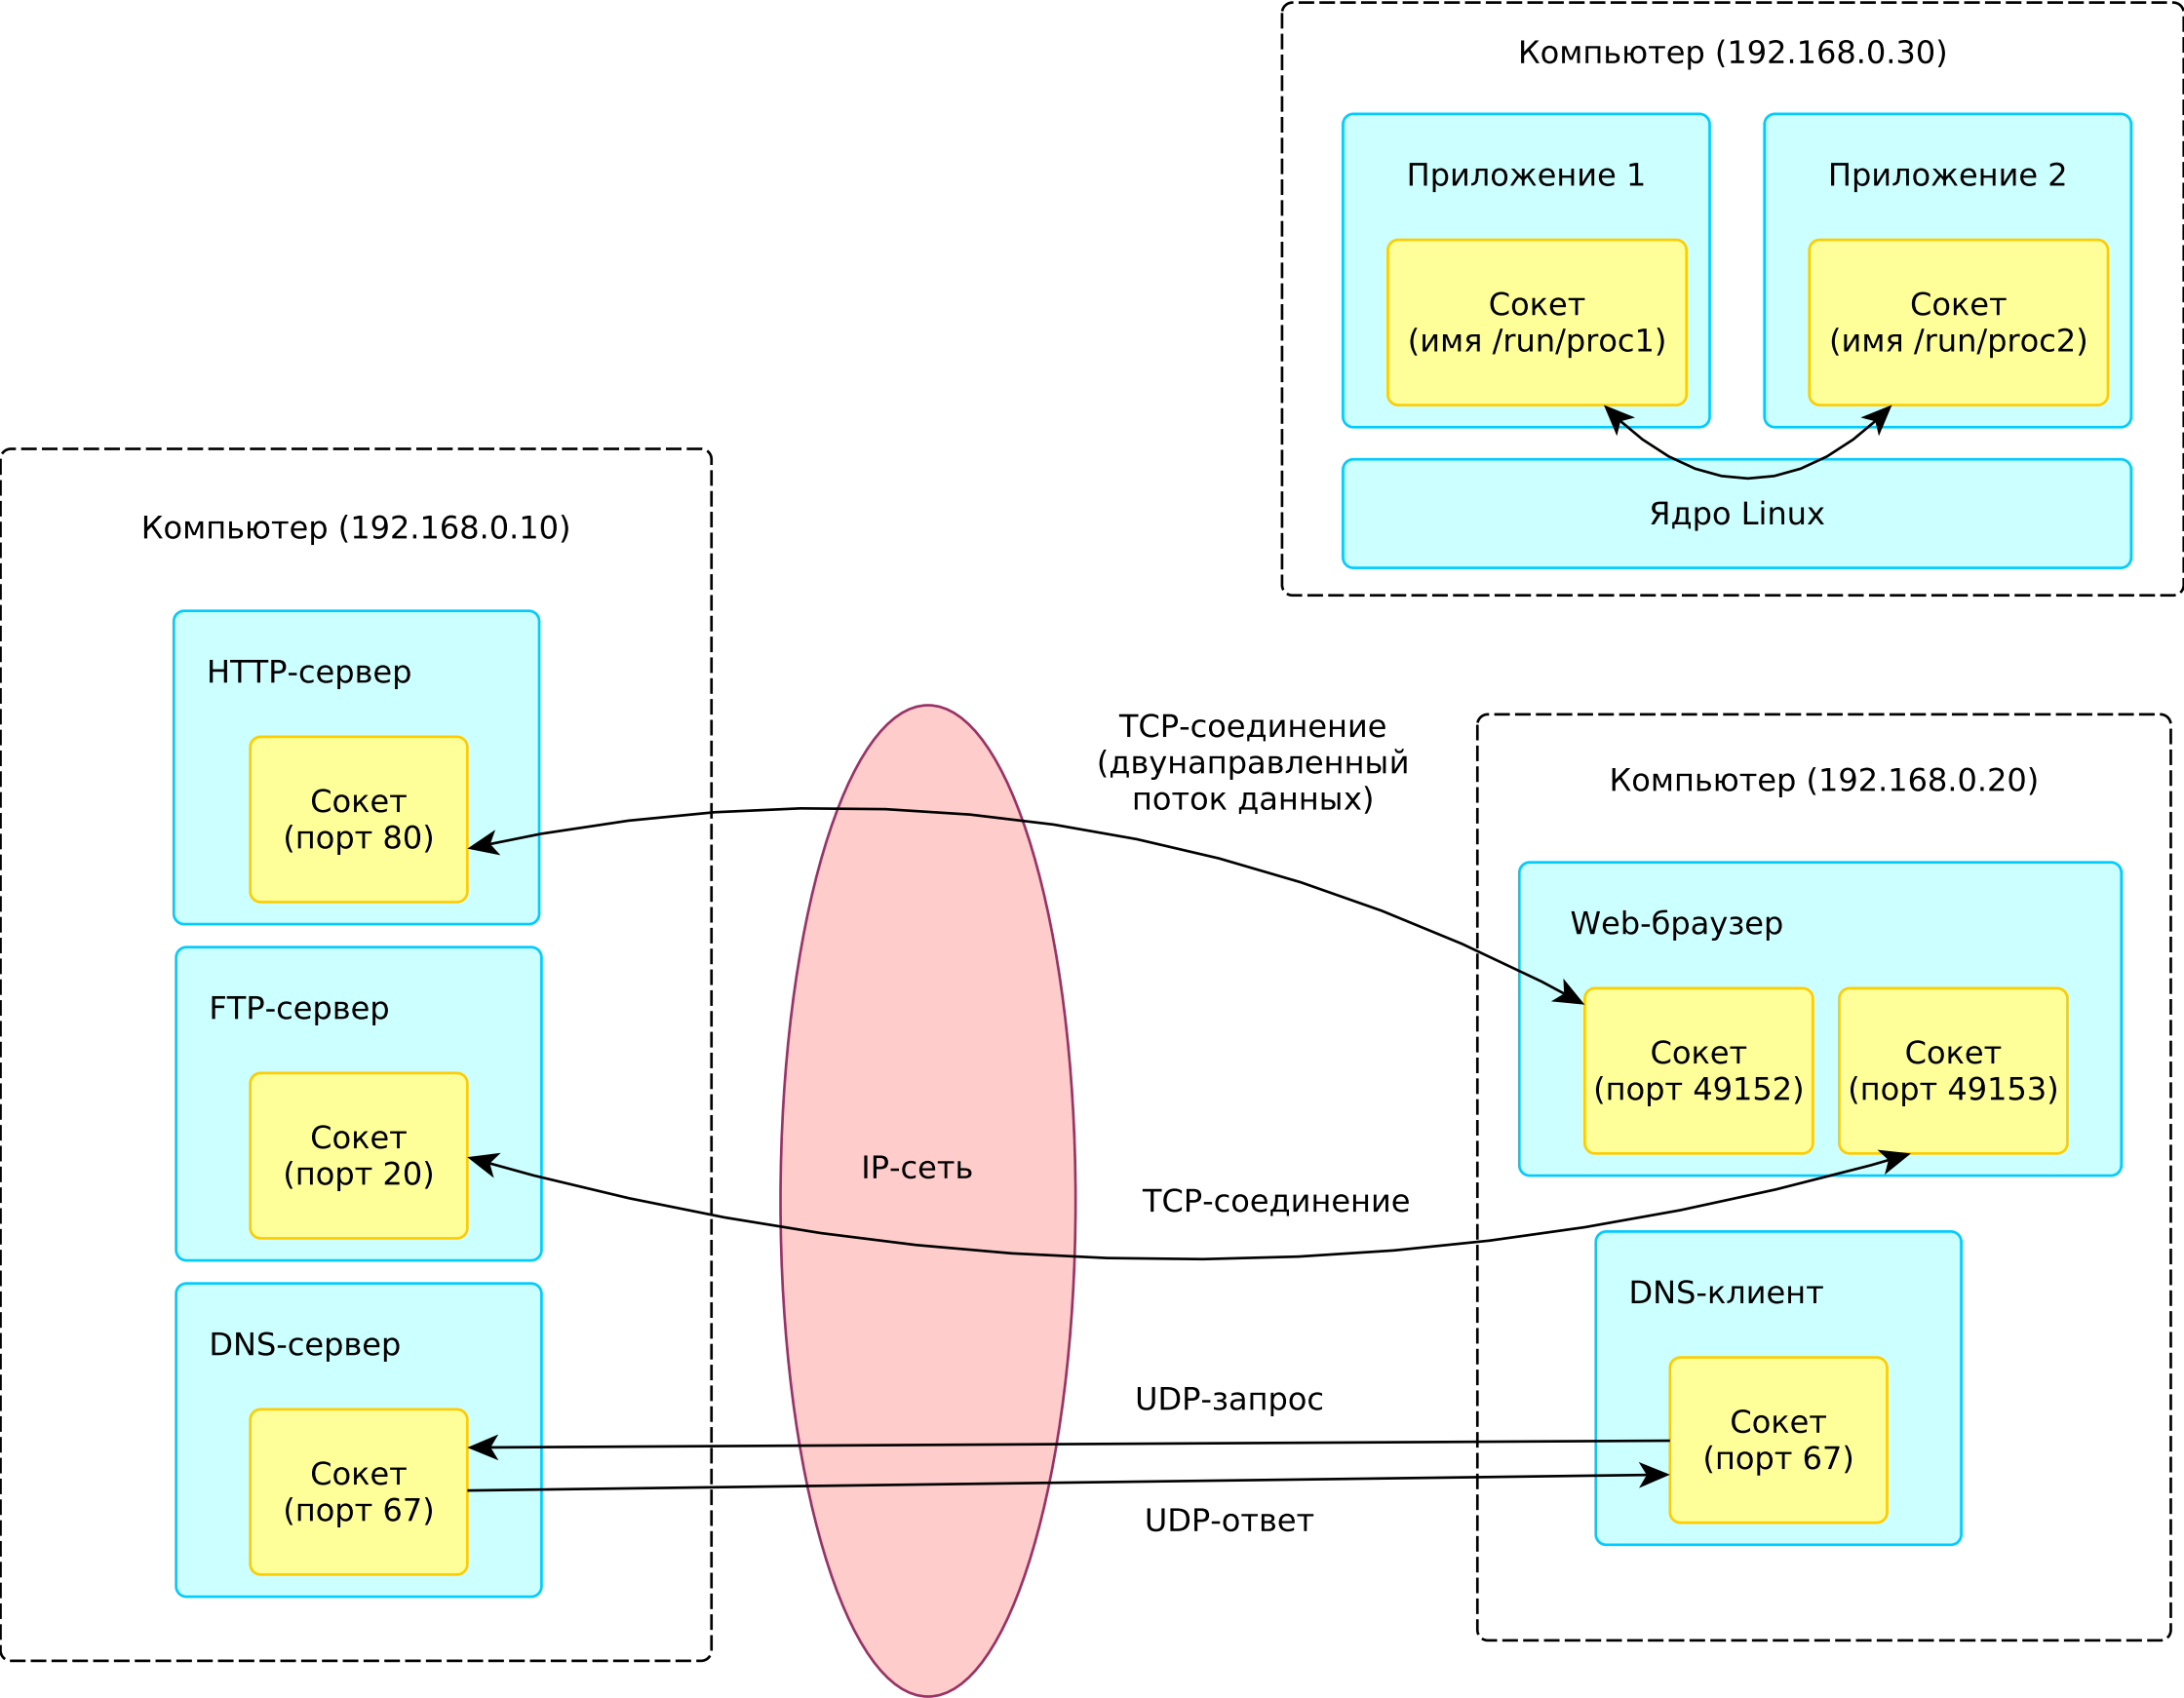 Компьютер (192.168.0.30)
Приложение 1
Сокет
(имя /run/proc1)
Приложение 2
Сокет
(имя /run/proc2)
Ядро Linux
Компьютер (192.168.0.10)
HTTP-сервер
Сокет
(порт 80)
FTP-сервер
Сокет
(порт 20)
DNS-сервер
Сокет
(порт 67)
IP-сеть
TCP-соединение
(двунаправленный
поток данных)
TCP-соединение
UDP-запрос
UDP-ответ
Компьютер (192.168.0.20)
Web-браузер
Сокет
(порт 49152)
Сокет
(порт 49153)
DNS-клиент
Сокет
(порт 67)